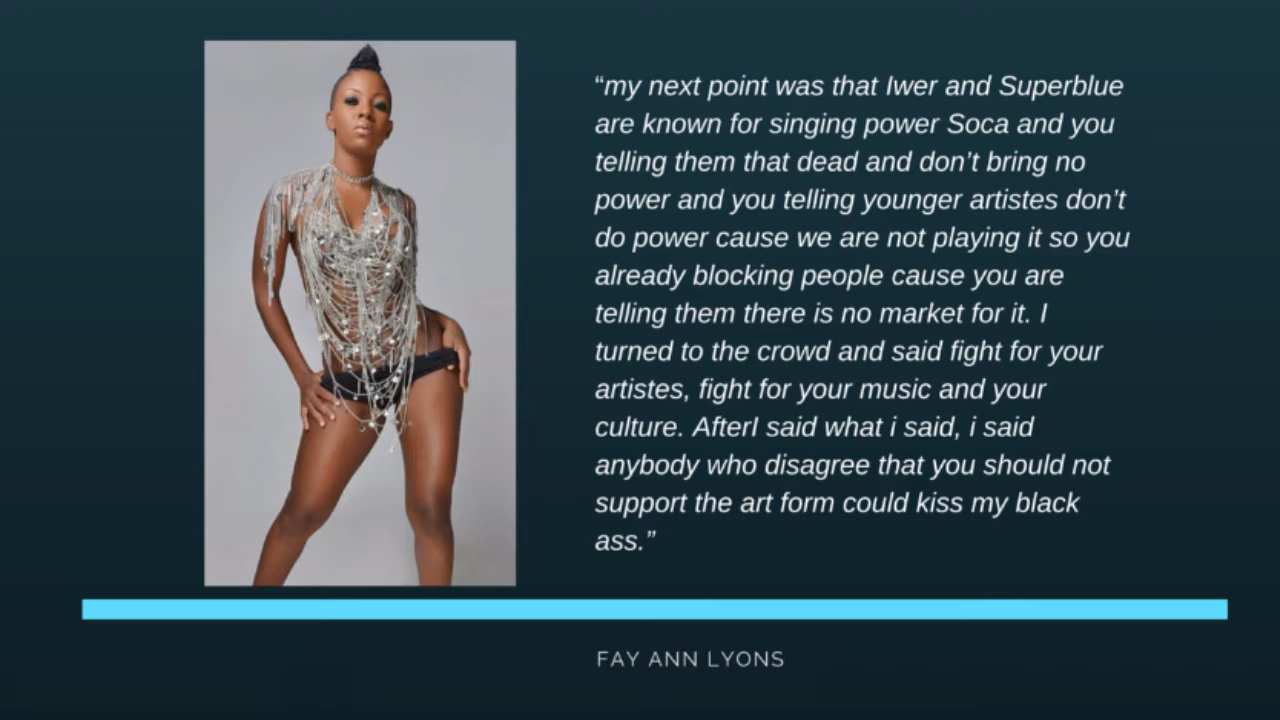 “my next point was that Iwer and Superblue
are known for singing power Soca and you
telling them that dead and don’t bring no
power and you telling younger artistes don’t
do power cause we are not playing it so you
already blocking people cause you are
telling them there is no market for it. I
turned to the crowd and said fight for your
artistes, fight for your music and your
culture. AfterI said what i said, i said
anybody who disagree that you should not
support the art form could kiss my black
ass.”
FAY ANN LYONS